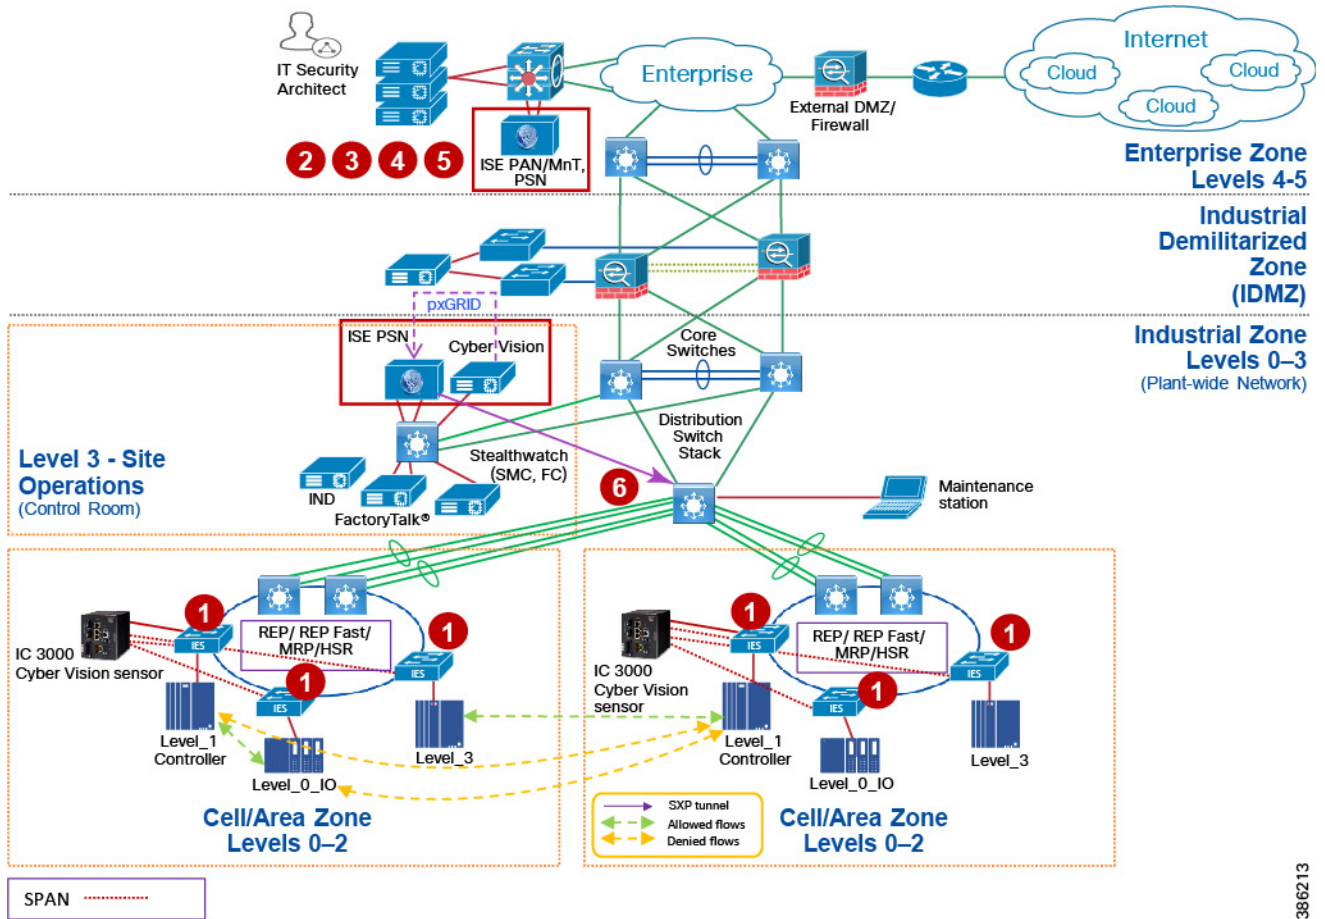 IT Security
Architect
2
3
4
5
ISE PAN/MnT,
PSN
Enterprise
External DMZ/
Firewall
Internet
Cloud
Cloud
Cloud
Enterprise Zone
Levels 4-5
Industrial
Demilitarized
Zone
(IDMZ)
pxGRID
ISE PSN
Cyber Vision
Core
Switches
Industrial Zone
Levels 0–3
(Plant-wide Network)
Level 3 - Site
Operations
(Control Room)
Stealthwatch
(SMC, FC)
IND
FactoryTalk®
Distribution
Switch
Stack
6
Maintenance
station
1
IES
REP/ REP Fast/
MRP/HSR
1
IES
IC 3000
Cyber Vision sensor
1
IES
Level_1
Controller
Level_0_IO
Level_3
Cell/Area Zone
Levels 0–2
1
IES
REP/ REP Fast/
MRP/HSR
1
IES
IC 3000
Cyber Vision
sensor
1
IES
Level_1
Controller
Level_0_IO
Level_3
SXP tunnel
Allowed flows
Denied flows
Cell/Area Zone
Levels 0–2
SPAN
386213